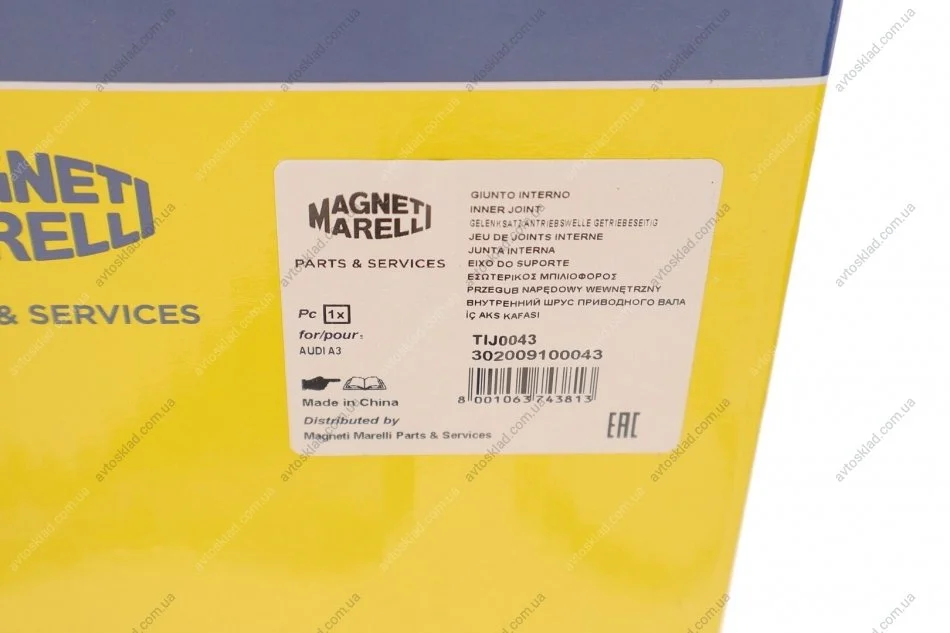 GNETI
RELLI
& SERVICES
MAGNETI
MARELLI
PARTS & SERVICES
Pc 1x
for/pour:
AUDI A3
Made in China
Distributed by
Magneti Marelli Parts & Services
GIUNTO INTERNO
INNER JOINT
GELENKSATZ/ANTRIEBSWELLE GETRIEBESEITIG
JEU DE JOINTS INTERNE
JUNTA INTERNA
EIXO DO SUPORTE
ΕΣΩΤΕΡΙΚΟΣ ΜΠΙΛΙΟΦΟΡΟΣ
PRZEGUB NAPĘDOWY WEWNĘTRZNY
ВНУТРЕННИЙ ШРУС ПРИВОДНОГО ВАЛА
İÇ AKS KAFASI
TIJ0043
302009100043
8 001063 743813
EAC
avtosklad.com.ua